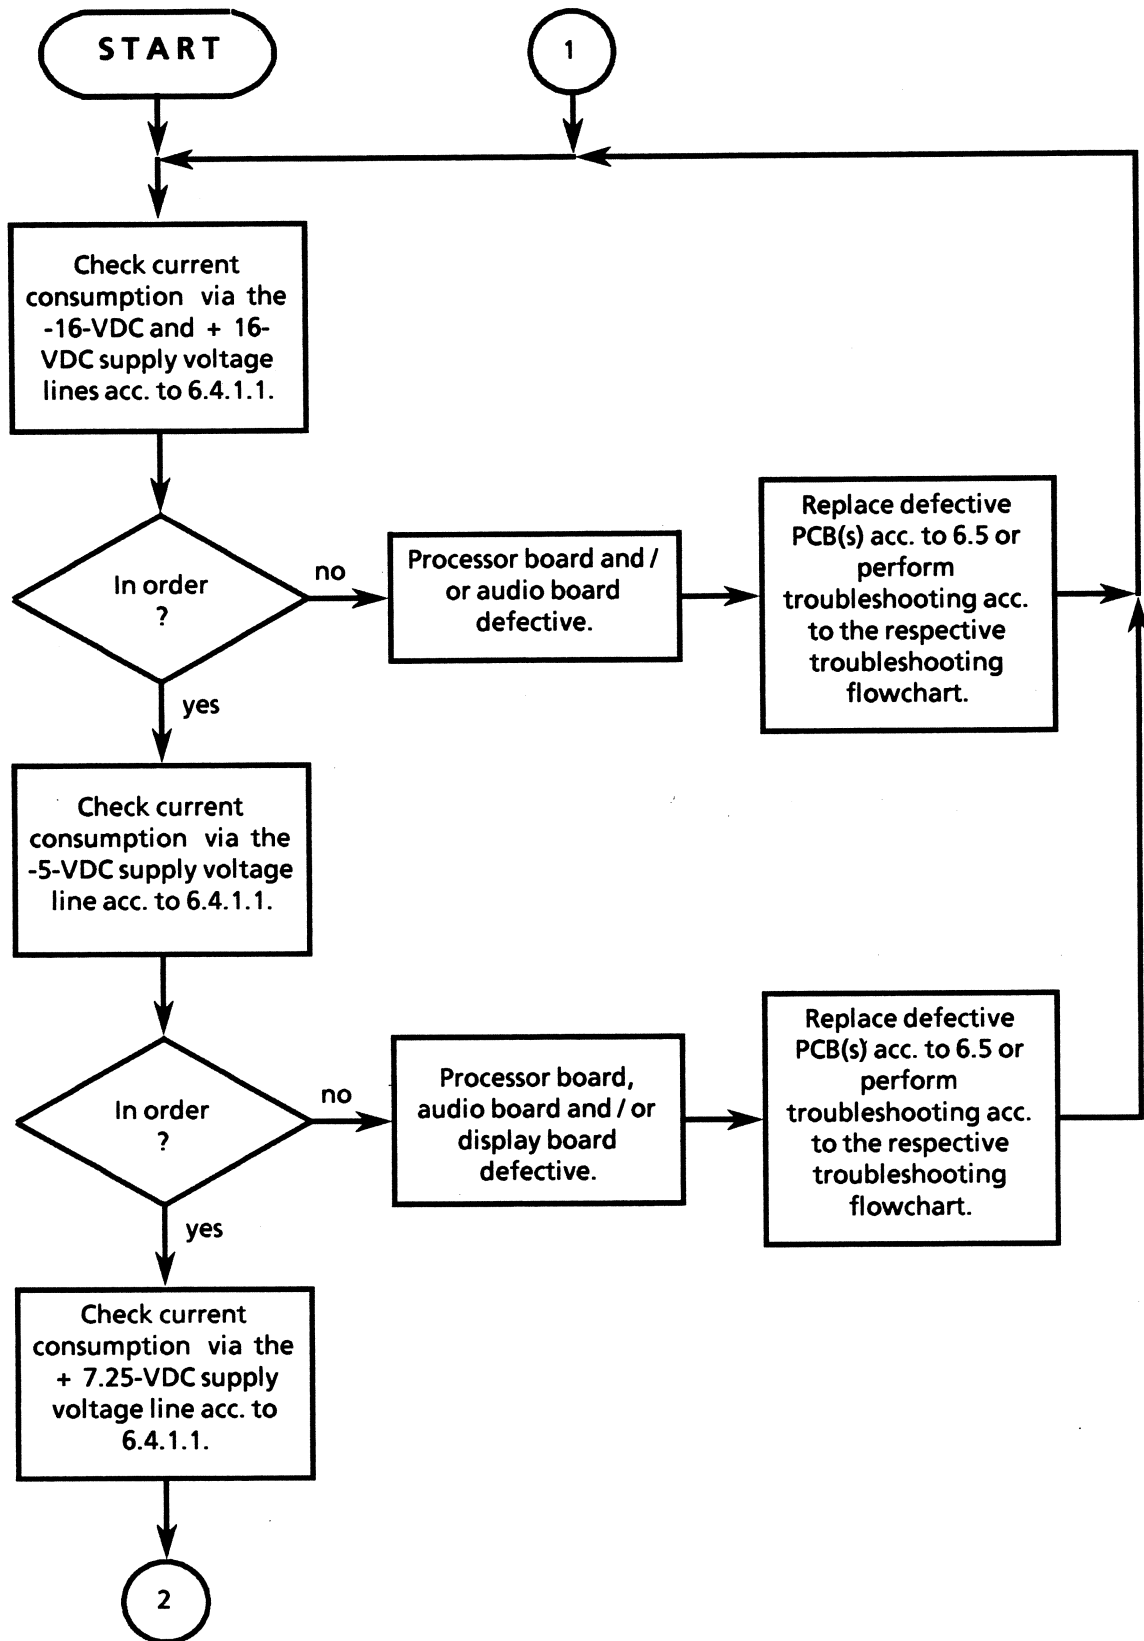 START
1
Check current
consumption via the
-16-VDC and + 16-
VDC supply voltage
lines acc. to 6.4.1.1.
In order
?
no
Processor board and /
or audio board
defective.
Replace defective
PCB(s) acc. to 6.5 or
perform
troubleshooting acc.
to the respective
troubleshooting
flowchart.
yes
Check current
consumption via the
-5-VDC supply voltage
line acc. to 6.4.1.1.
In order
?
no
Processor board,
audio board and / or
display board
defective.
Replace defective
PCB(s) acc. to 6.5 or
perform
troubleshooting acc.
to the respective
troubleshooting
flowchart.
yes
Check current
consumption via the
+ 7.25-VDC supply
voltage line acc. to
6.4.1.1.
2